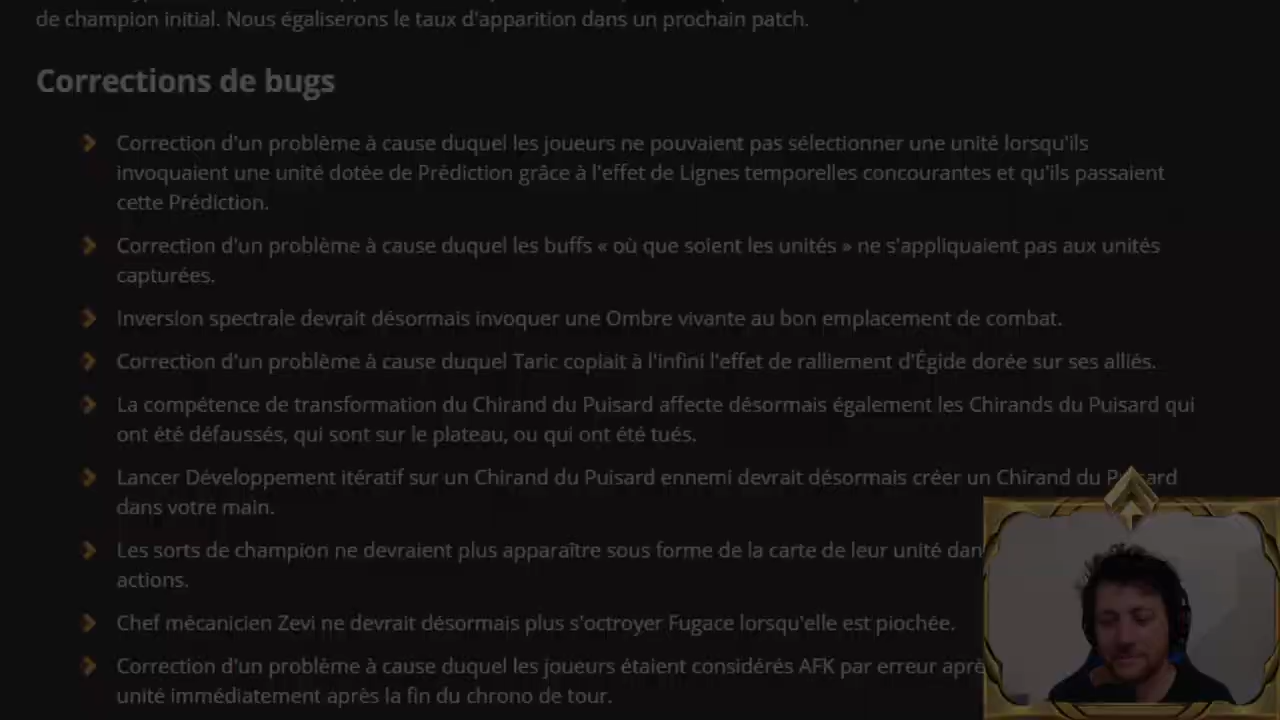 de champion initial. Nous égaliserons le taux d'apparition dans un prochain patch.
Corrections de bugs
Correction d'un problème à cause duquel les joueurs ne pouvaient pas sélectionner une unité lorsqu'ils
invoquaient une unité dotée de Prédiction grâce à l'effet de Lignes temporelles concourantes et qu'ils passaient
cette Prédiction.
Correction d'un problème à cause duquel les buffs « où que soient les unités » ne s'appliquaient pas aux unités
capturées.
Inversion spectrale devrait désormais invoquer une Ombre vivante au bon emplacement de combat.
Correction d'un problème à cause duquel Taric copiait à l'infini l'effet de ralliement d'Égide dorée sur ses alliés.
La compétence de transformation du Chirand du Puisard affecte désormais également les Chirands du Puisard qui
ont été défaussés, qui sont sur le plateau, ou qui ont été tués.
Lancer Développement itératif sur un Chirand du Puisard ennemi devrait désormais créer un Chirand du
dans votre main.
Les sorts de champion ne devraient plus apparaître sous forme de la carte de leur unité
actions.
Chef mécanicien Zevi ne devrait désormais plus s'octroyer Fugace lorsqu'elle est piochée.
Correction d'un problème à cause duquel les joueurs étaient considérés AFK par erreur
unité immédiatement après la fin du chrono de tour.